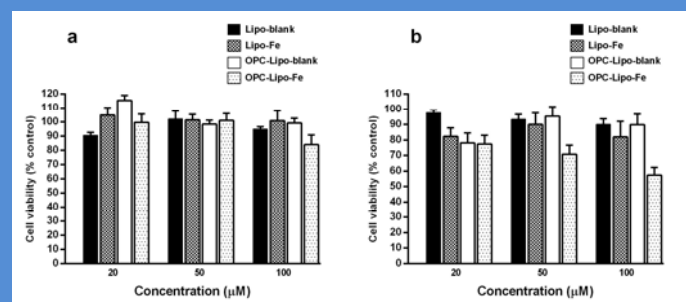 a
Lipo-blank
Lipo-Fe
OPC-Lipo-blank
OPC-Lipo-Fe
Cell viability (% control)
120
110
100
90
80
70
60
50
40
30
20
10
0
20
50
100
Concentration (μM)
b
Lipo-blank
Lipo-Fe
OPC-Lipo-blank
OPC-Lipo-Fe
Cell viability (% control)
100
90
80
70
60
50
40
30
20
10
0
20
50
100
Concentration (μM)